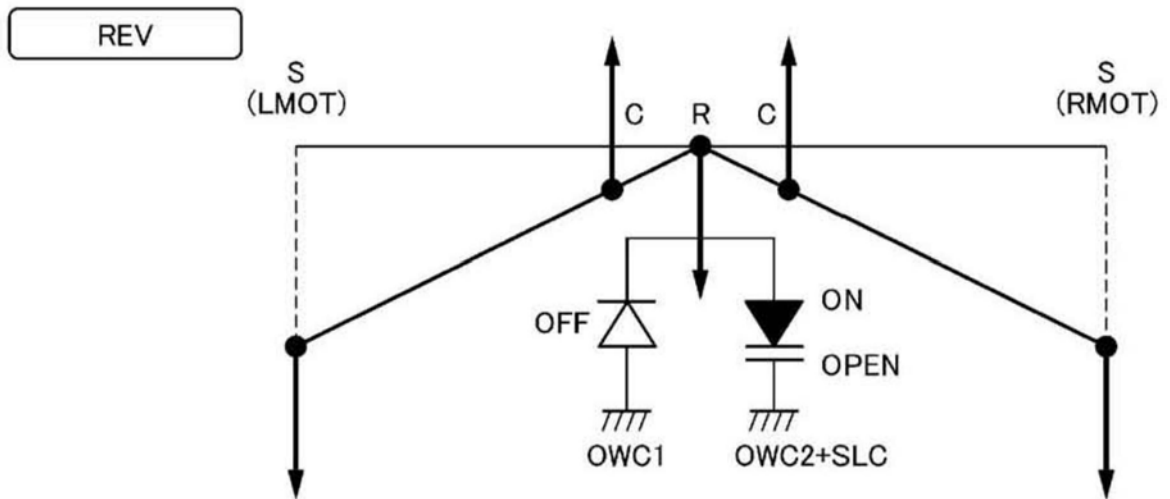 REV
S
(LMOT)
C
R
C
S
(RMOT)
OFF
ON
OPEN
OWC1
OWC2+SLC